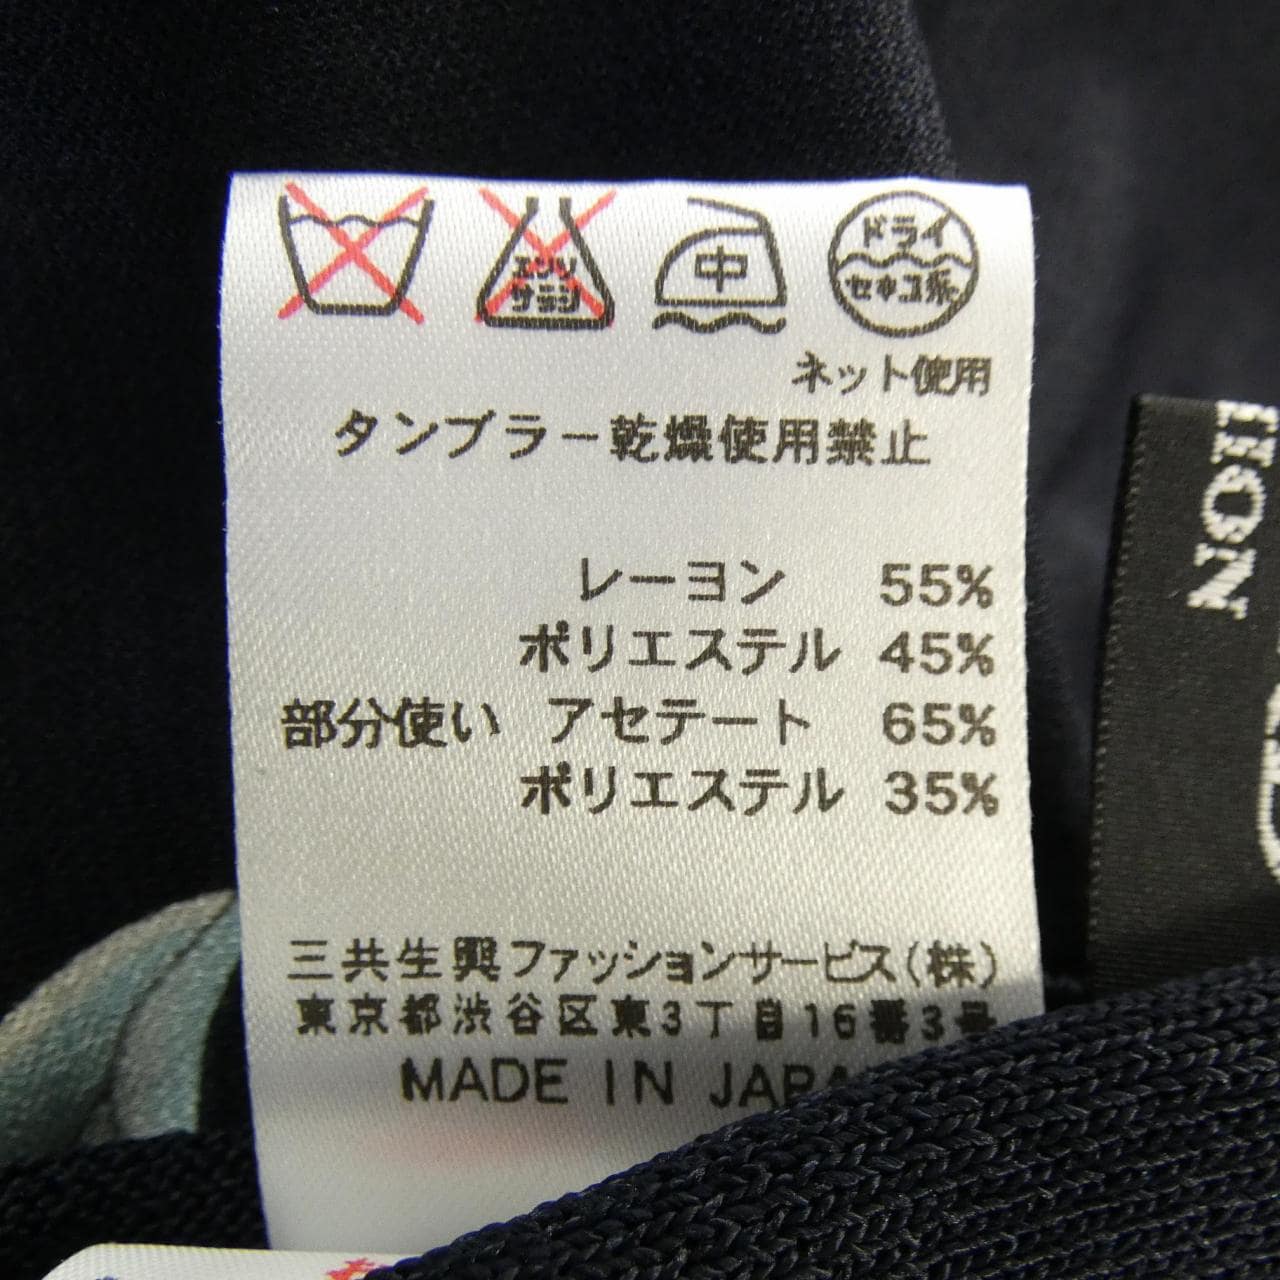 エンソ
サラシ
中
ドライ
セキユ系
ネット使用
タンブラー乾燥使用禁止
レーヨン 55%
ポリエステル 45%
部分使い アセテート 65%
ポリエステル 35%
三共生興ファッションサービス(株)
東京都渋谷区東3丁目16番3号
MADE IN JAPA